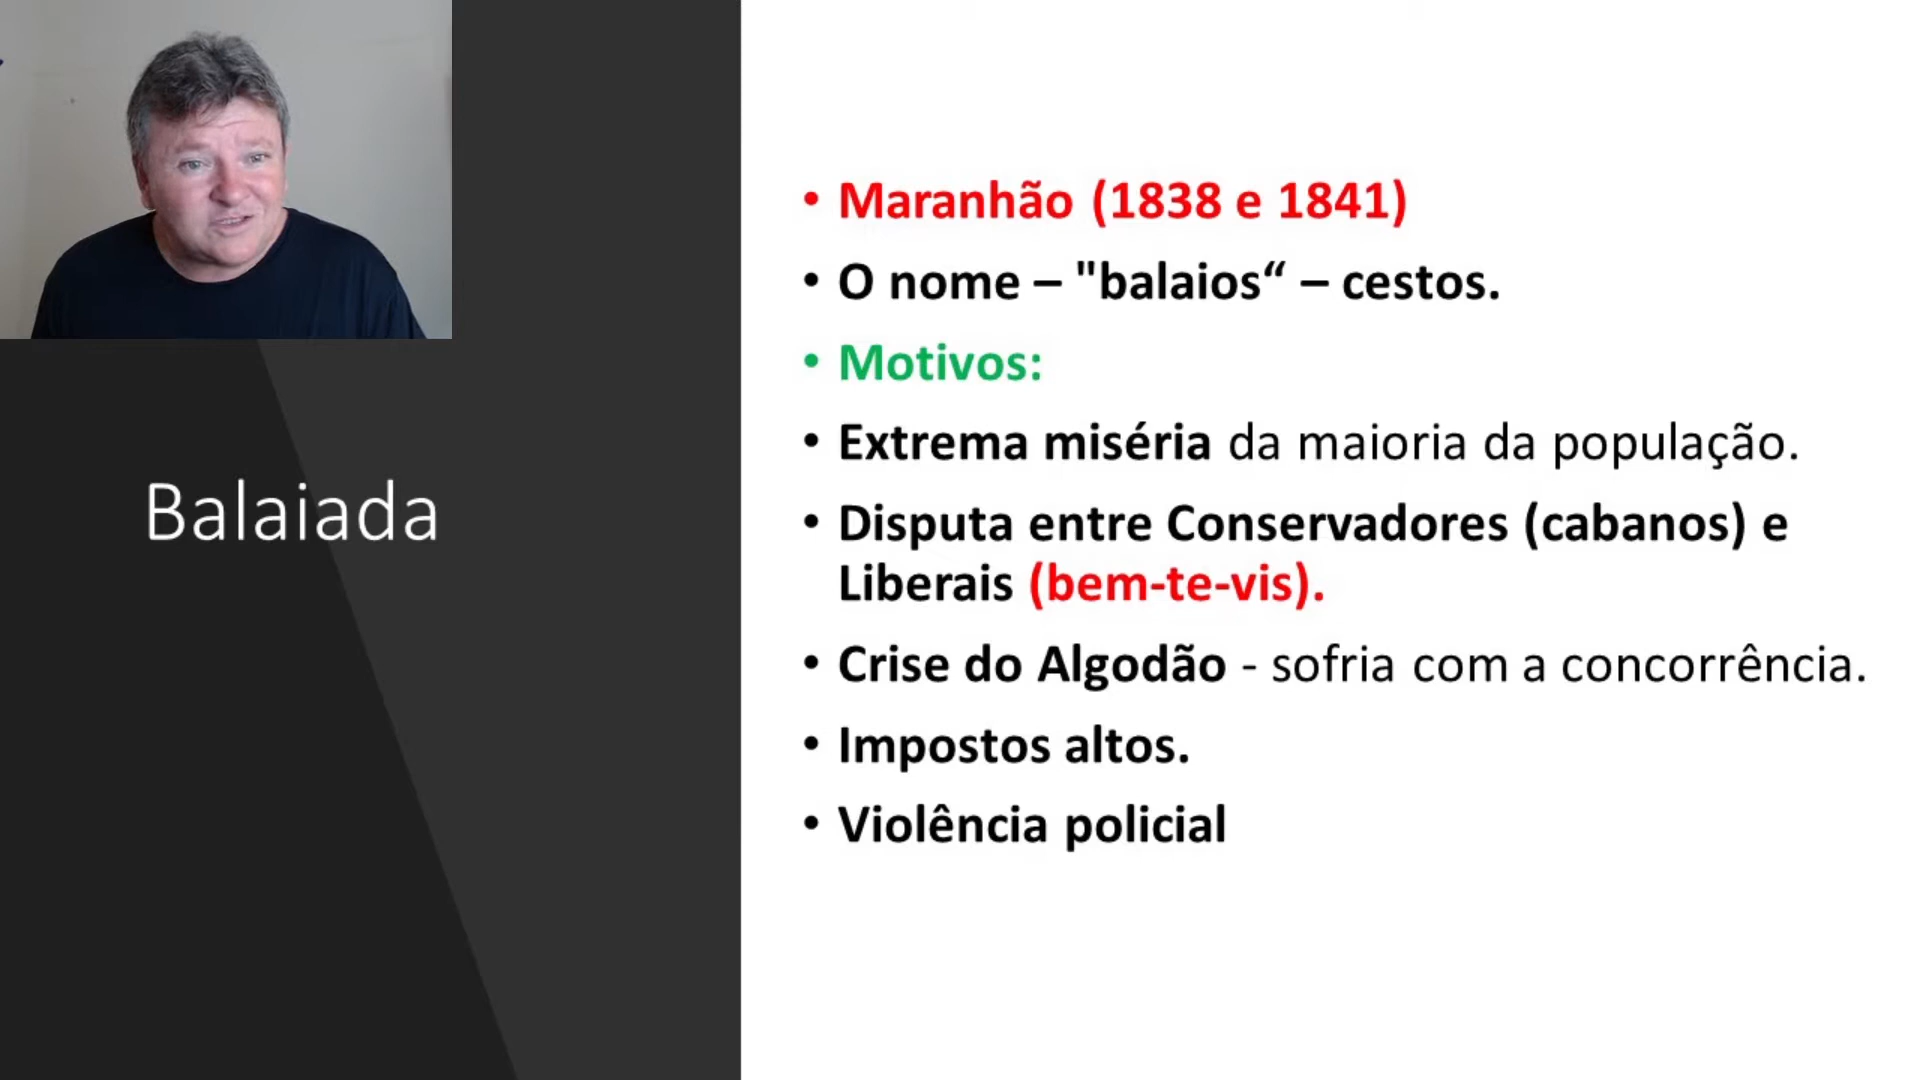 Balaiada
• Maranhão (1838 e 1841)
• O nome – "balaios“ – cestos.
• Motivos:
• Extrema miséria da maioria da população.
• Disputa entre Conservadores (cabanos) e
Liberais (bem-te-vis).
• Crise do Algodão - sofria com a concorrência.
• Impostos altos.
• Violência policial